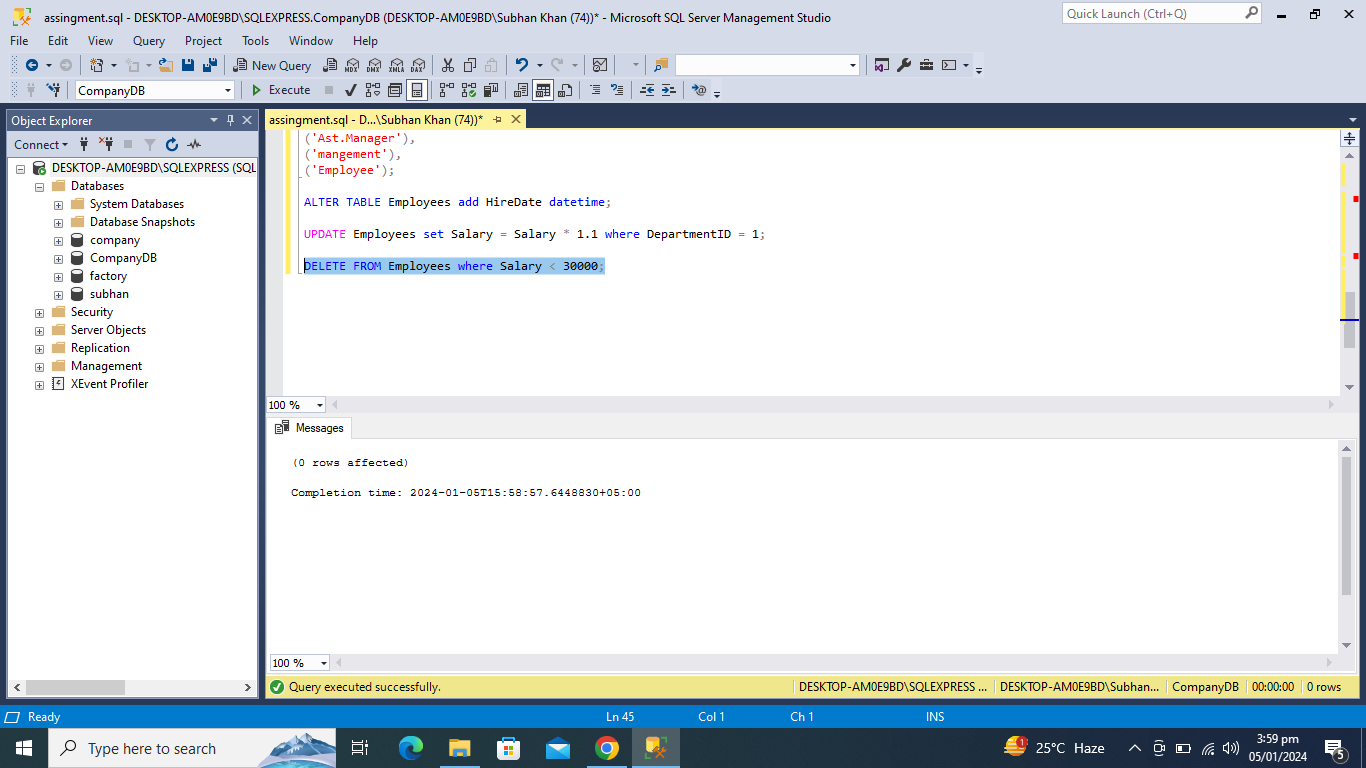 assingment.sql - DESKTOP-AM0E9BD\SQLEXPRESS.CompanyDB (DESKTOP-AM0E9BD\Subhan Khan (74))* - Microsoft SQL Server Management Studio
Quick Launch (Ctrl+Q)
File Edit View Query Project Tools Window Help
New Query MDX DMX XMLA DAX
CompanyDB Execute
Object Explorer
assingment.sql - D...\Subhan Khan (74))*
Connect
DESKTOP-AM0E9BD\SQLEXPRESS (SQL
Databases
System Databases
Database Snapshots
company
CompanyDB
factory
subhan
Security
Server Objects
Replication
Management
XEvent Profiler
('Ast.Manager'),
('mangement'),
('Employee');
ALTER TABLE Employees add HireDate datetime;
UPDATE Employees set Salary = Salary * 1.1 where DepartmentID = 1;
DELETE FROM Employees where Salary < 30000;
100 %
Messages
(0 rows affected)
Completion time: 2024-01-05T15:58:57.6448830+05:00
100 %
Query executed successfully. DESKTOP-AM0E9BD\SQLEXPRESS ... DESKTOP-AM0E9BD\Subhan... CompanyDB 00:00:00 0 rows
Ready Ln 45 Col 1 Ch 1 INS
Type here to search
1 25°C Haze
3:59 pm
05/01/2024
5